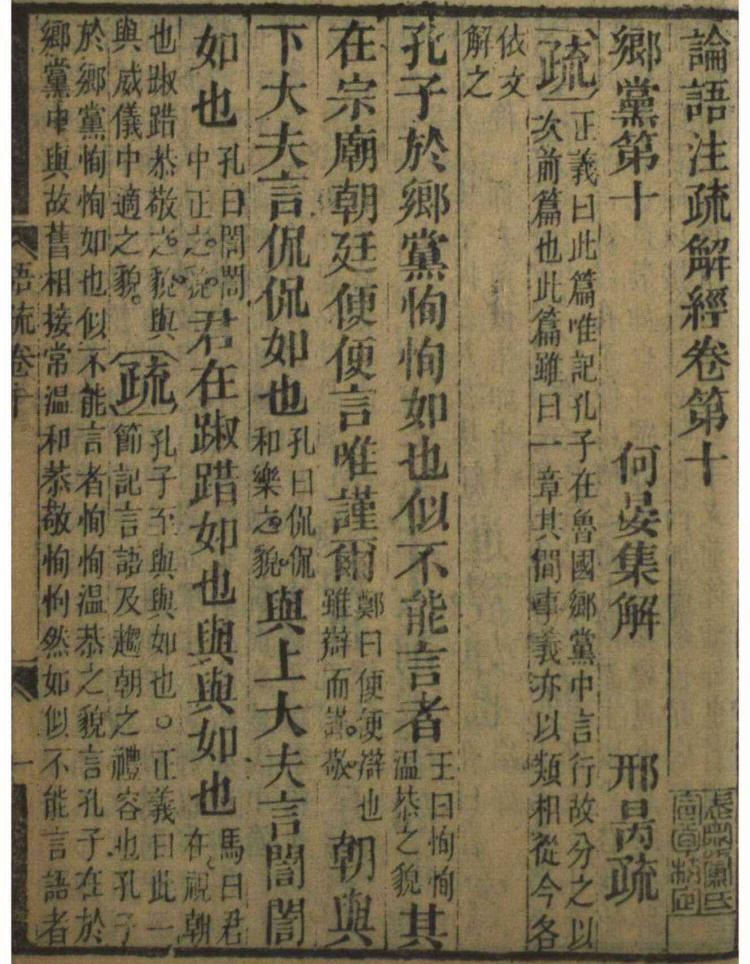 論語注疏解經卷第十
鄉黨第十 何晏集解 邢昺疏
疏 正義曰此篇唯記孔子在魯國鄉黨中言行故分之以
次前篇也此篇雖曰一章其間事義亦以類相從今各
依文
解之
孔子於鄉黨恂恂如也似不能言者 王曰恂恂
溫恭之貌 其
在宗廟朝廷便便言唯謹爾 鄭曰便便辯也
雖辯而謹敬 朝與
下大夫言侃侃如也 孔曰侃侃
和樂之貌 與上大夫言誾誾
如也 孔曰誾誾
中正之貌 君在踧踖如也與與如也 馬曰君
在視朝
也踧踖恭敬之貌與
與威儀中適之貌 疏 孔子至與與如也○正義曰此一
節記言語及趨朝之禮容也孔子
於鄉黨恂恂如也似不能言者恂恂溫恭之貌言孔子在於
鄉黨中與故舊相接常溫和恭敬恂恂然如似不能言語者
語疏卷十
一